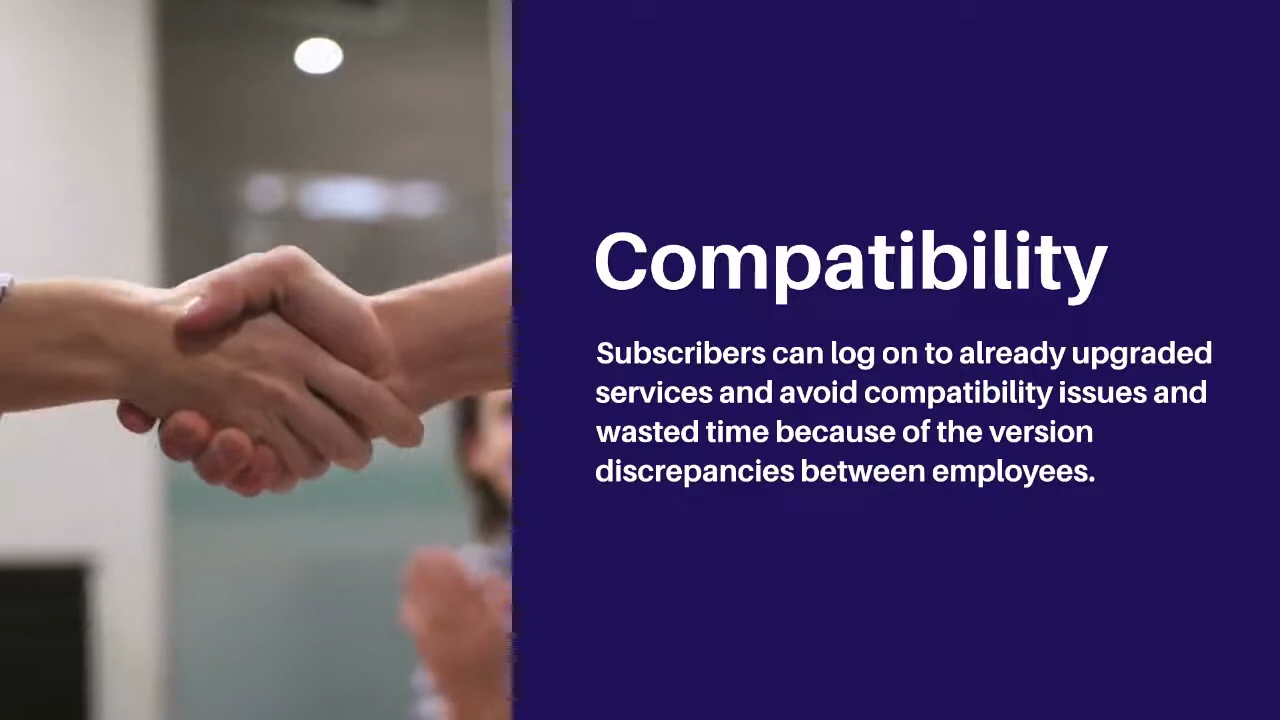 Compatibility
Subscribers can log on to already upgraded
services and avoid compatibility issues and
wasted time because of the version
discrepancies between employees.